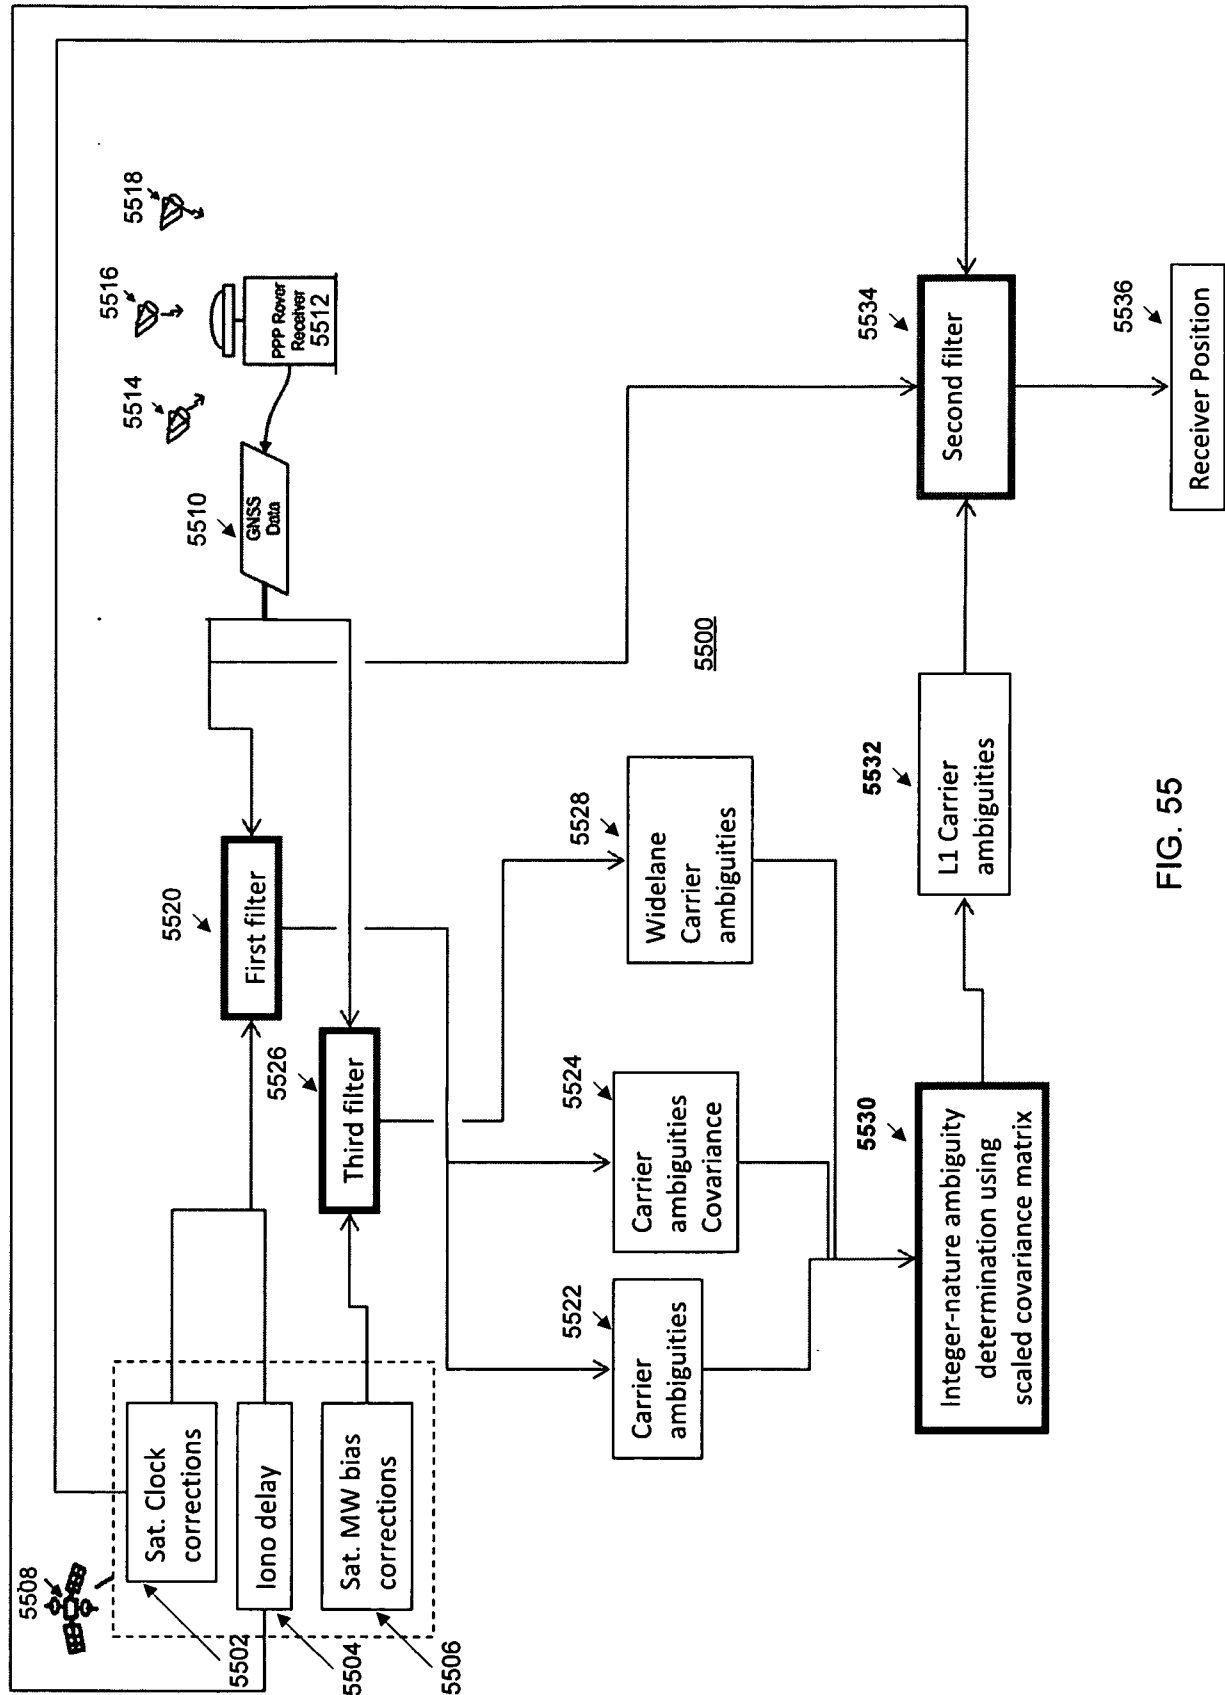 5508
5502
5504
5506
Sat. Clock
corrections
Iono delay
Sat. MW bias
corrections
5520
First filter
5526
Third filter
5510
GNSS
Data
5514
5516
5518
PPP Rover
Receiver
5512
5522
Carrier
ambiguities
5524
Carrier
ambiguities
Covariance
5528
Widelane
Carrier
ambiguities
5500
5530
Integer-nature ambiguity
determination using
scaled covariance matrix
5532
L1 Carrier
ambiguities
5534
Second filter
5536
Receiver Position
FIG. 55